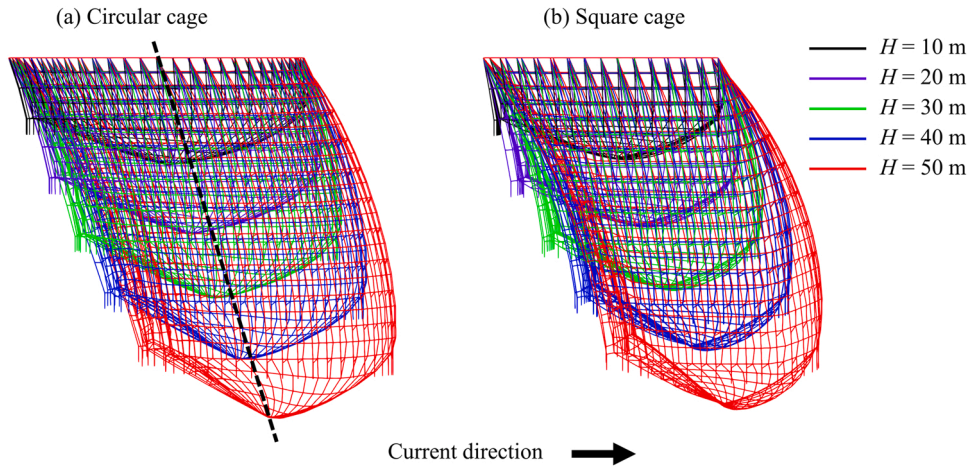 (a) Circular cage
(b) Square cage
H = 10 m
H = 20 m
H = 30 m
H = 40 m
H = 50 m
Current direction